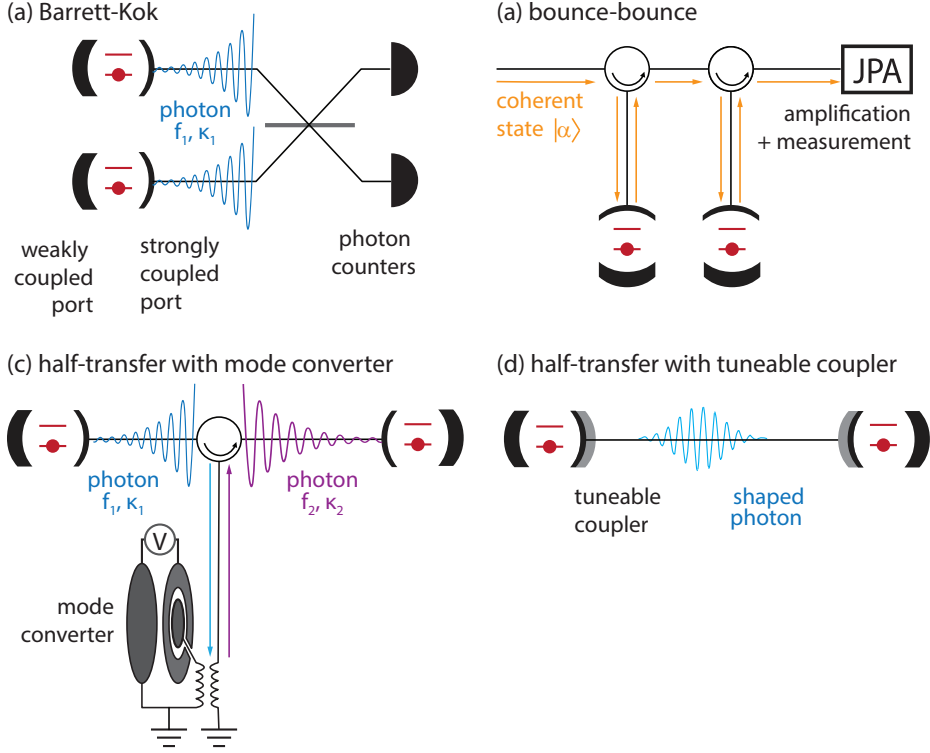 (a) Barrett-Kok
photon
f₁, κ₁
weakly
coupled
port
strongly
coupled
port
photon
counters
(a) bounce-bounce
JPA
coherent
state |α⟩
amplification
+ measurement
(c) half-transfer with mode converter
photon
f₁, κ₁
photon
f₂, κ₂
V
mode
converter
(d) half-transfer with tuneable coupler
tuneable
coupler
shaped
photon